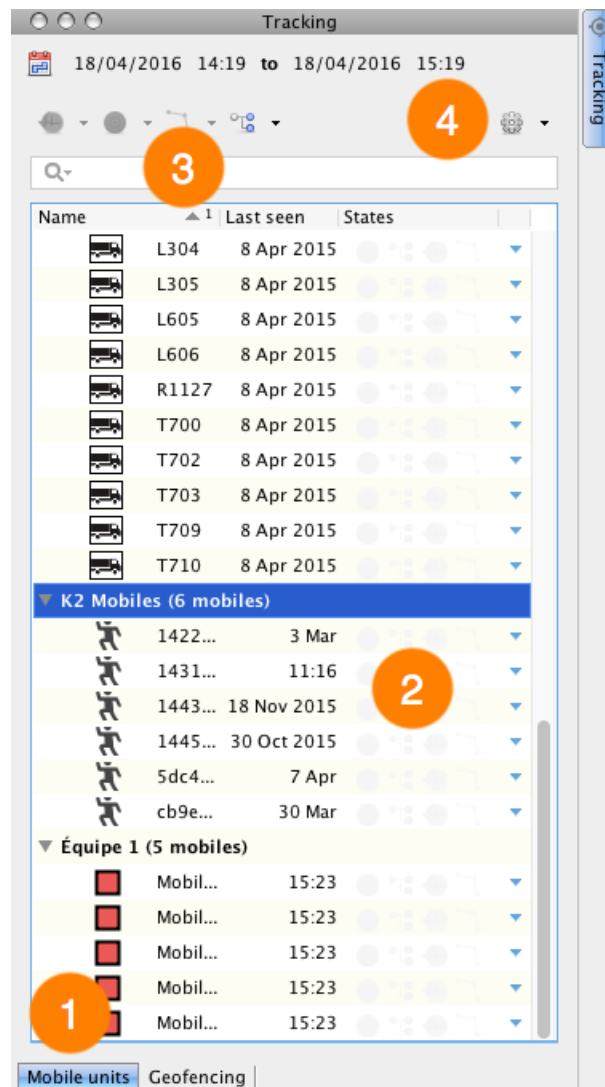 Tracking
Tracking
18/04/2016 14:19 to 18/04/2016 15:19
4
3
Name 1 Last seen States
L304 8 Apr 2015
L305 8 Apr 2015
L605 8 Apr 2015
L606 8 Apr 2015
R1127 8 Apr 2015
T700 8 Apr 2015
T702 8 Apr 2015
T703 8 Apr 2015
T709 8 Apr 2015
T710 8 Apr 2015
K2 Mobiles (6 mobiles)
1422... 3 Mar
1431... 11:16
2
1443... 18 Nov 2015
1445... 30 Oct 2015
5dc4... 7 Apr
cb9e... 30 Mar
Équipe 1 (5 mobiles)
Mobil... 15:23
Mobil... 15:23
Mobil... 15:23
Mobil... 15:23
1
Mobil... 15:23
Mobile units Geofencing